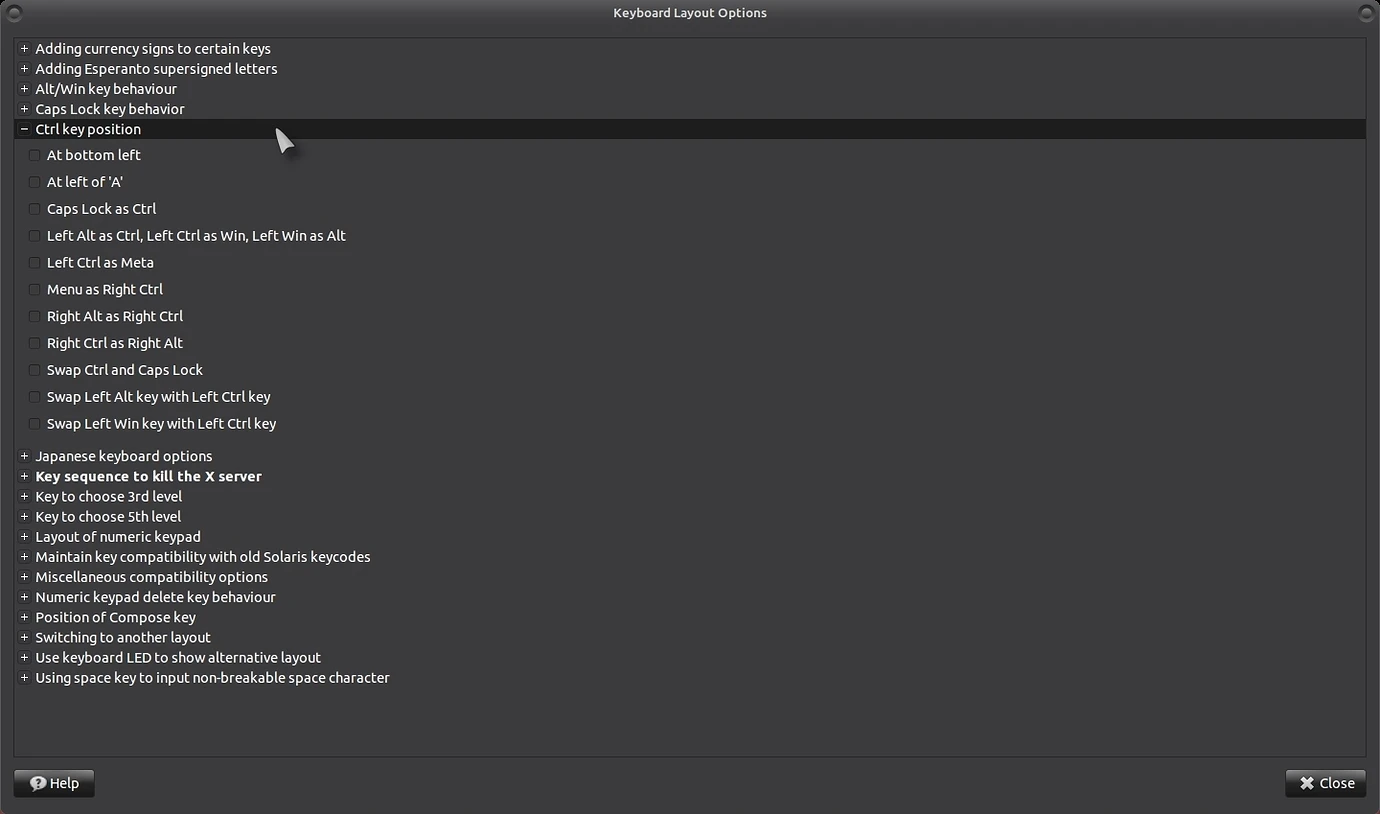 Keyboard Layout Options
Adding currency signs to certain keys
Adding Esperanto supersigned letters
Alt/Win key behaviour
Caps Lock key behavior
Ctrl key position
At bottom left
At left of 'A'
Caps Lock as Ctrl
Left Alt as Ctrl, Left Ctrl as Win, Left Win as Alt
Left Ctrl as Meta
Menu as Right Ctrl
Right Alt as Right Ctrl
Right Ctrl as Right Alt
Swap Ctrl and Caps Lock
Swap Left Alt key with Left Ctrl key
Swap Left Win key with Left Ctrl key
Japanese keyboard options
Key sequence to kill the X server
Key to choose 3rd level
Key to choose 5th level
Layout of numeric keypad
Maintain key compatibility with old Solaris keycodes
Miscellaneous compatibility options
Numeric keypad delete key behaviour
Position of Compose key
Switching to another layout
Use keyboard LED to show alternative layout
Using space key to input non-breakable space character
Help
Close